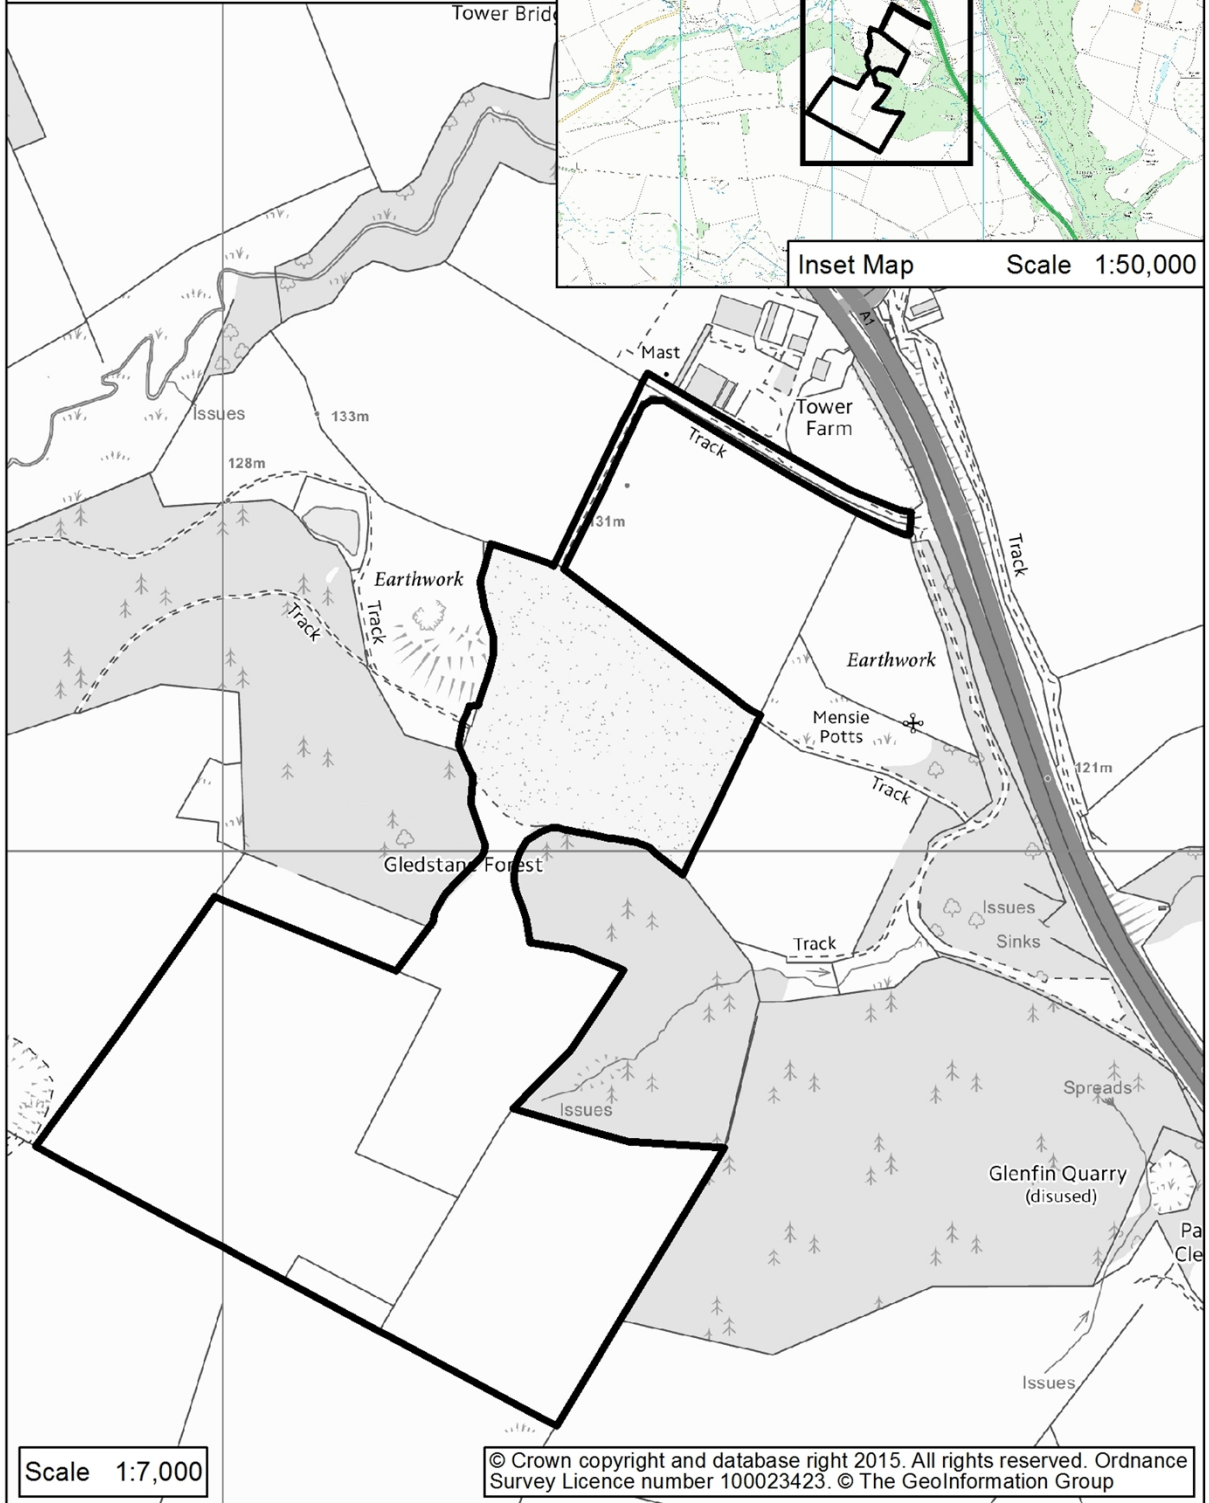 Tower Bridg
Inset Map Scale 1:50,000
A1
Mast
Issues
133m
Tower
Farm
Track
128m
131m
Track
Earthwork
Track
Track
Earthwork
Mensie
Potts
121m
Track
Gledstane Forest
Issues
Sinks
Track
Spreads
Issues
Glenfin Quarry
(disused)
Pa
Cle
Issues
Scale 1:7,000
© Crown copyright and database right 2015. All rights reserved. Ordnance
Survey Licence number 100023423. © The GeoInformation Group